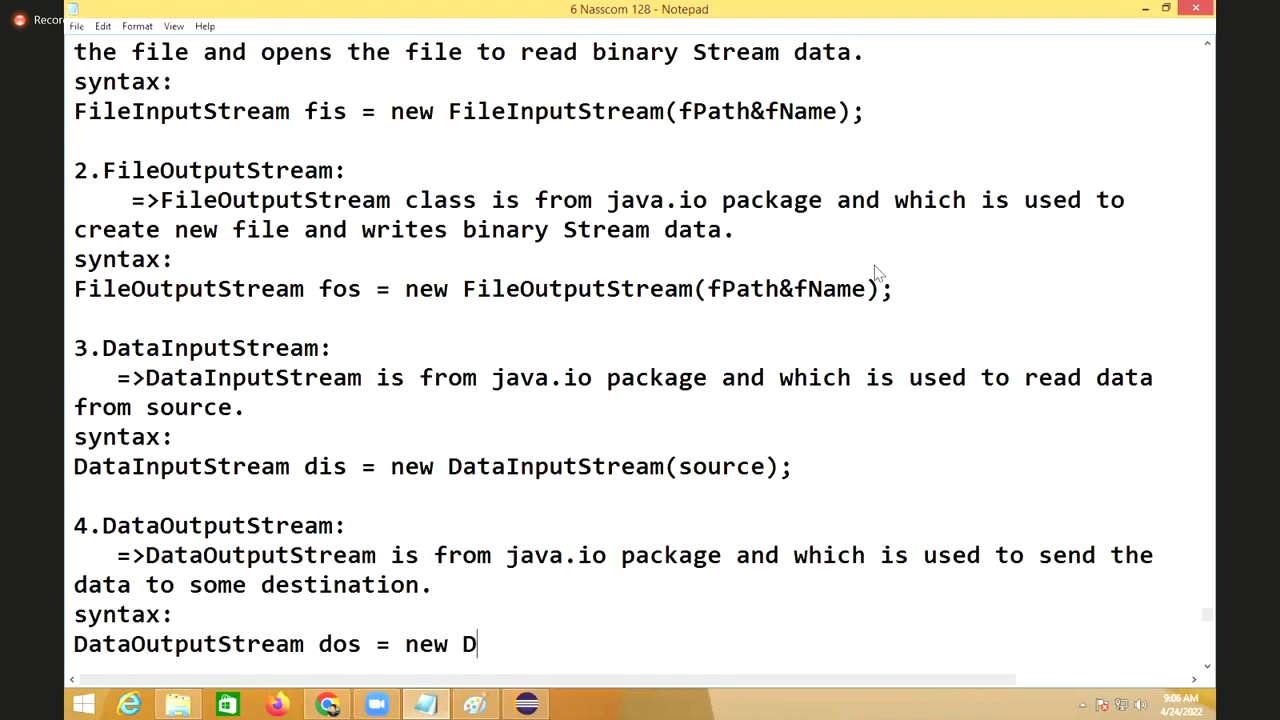 Recor
6 Nasscom 128 - Notepad
File Edit Format View Help
the file and opens the file to read binary Stream data.
syntax:
FileInputStream fis = new FileInputStream(fPath&fName);
2.FileOutputStream:
=>FileOutputStream class is from java.io package and which is used to
create new file and writes binary Stream data.
syntax:
FileOutputStream fos = new FileOutputStream(fPath&fName);
3.DataInputStream:
=>DataInputStream is from java.io package and which is used to read data
from source.
syntax:
DataInputStream dis = new DataInputStream(source);
4.DataOutputStream:
=>DataOutputStream is from java.io package and which is used to send the
data to some destination.
syntax:
DataOutputStream dos = new D
9:06 AM
4/24/2022